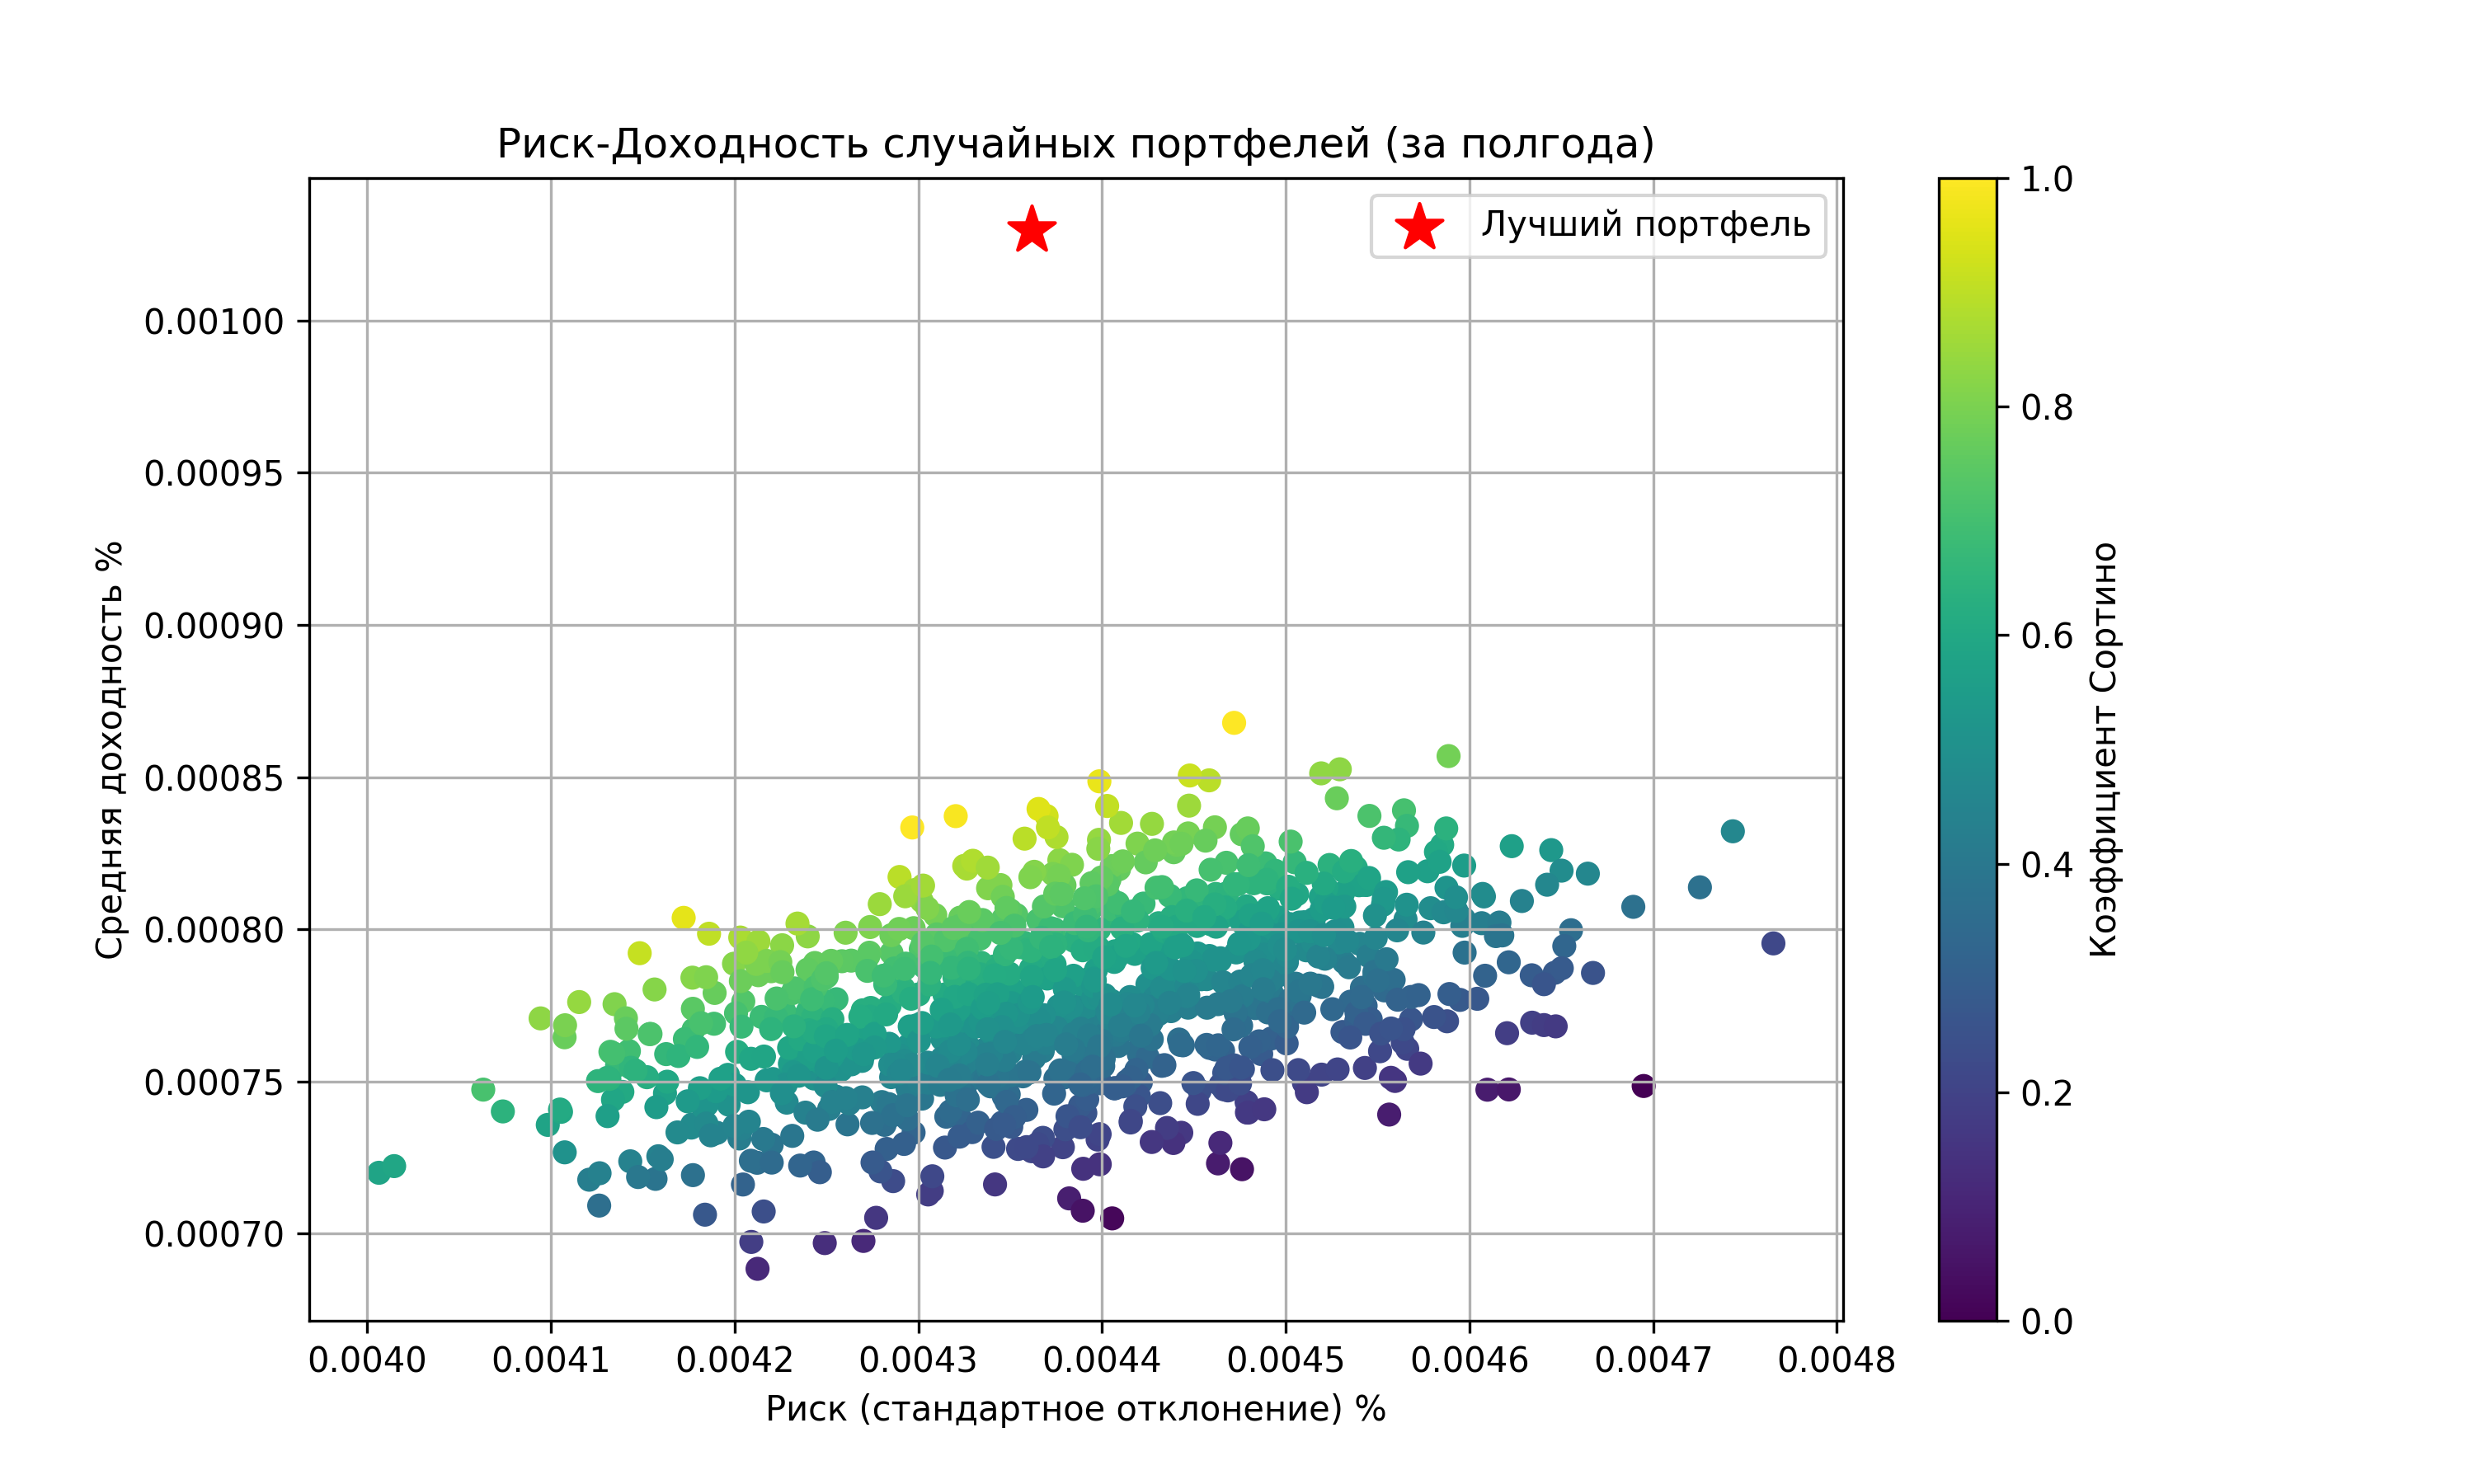 Риск-Доходность случайных портфелей (за полгода)
Лучший портфель
Средняя доходность %
0.00100
0.00095
0.00090
0.00085
0.00080
0.00075
0.00070
0.0040 0.0041 0.0042 0.0043 0.0044 0.0045 0.0046 0.0047 0.0048
Риск (стандартное отклонение) %
1.0
0.8
0.6
0.4
0.2
0.0
Коэффициент Сортино